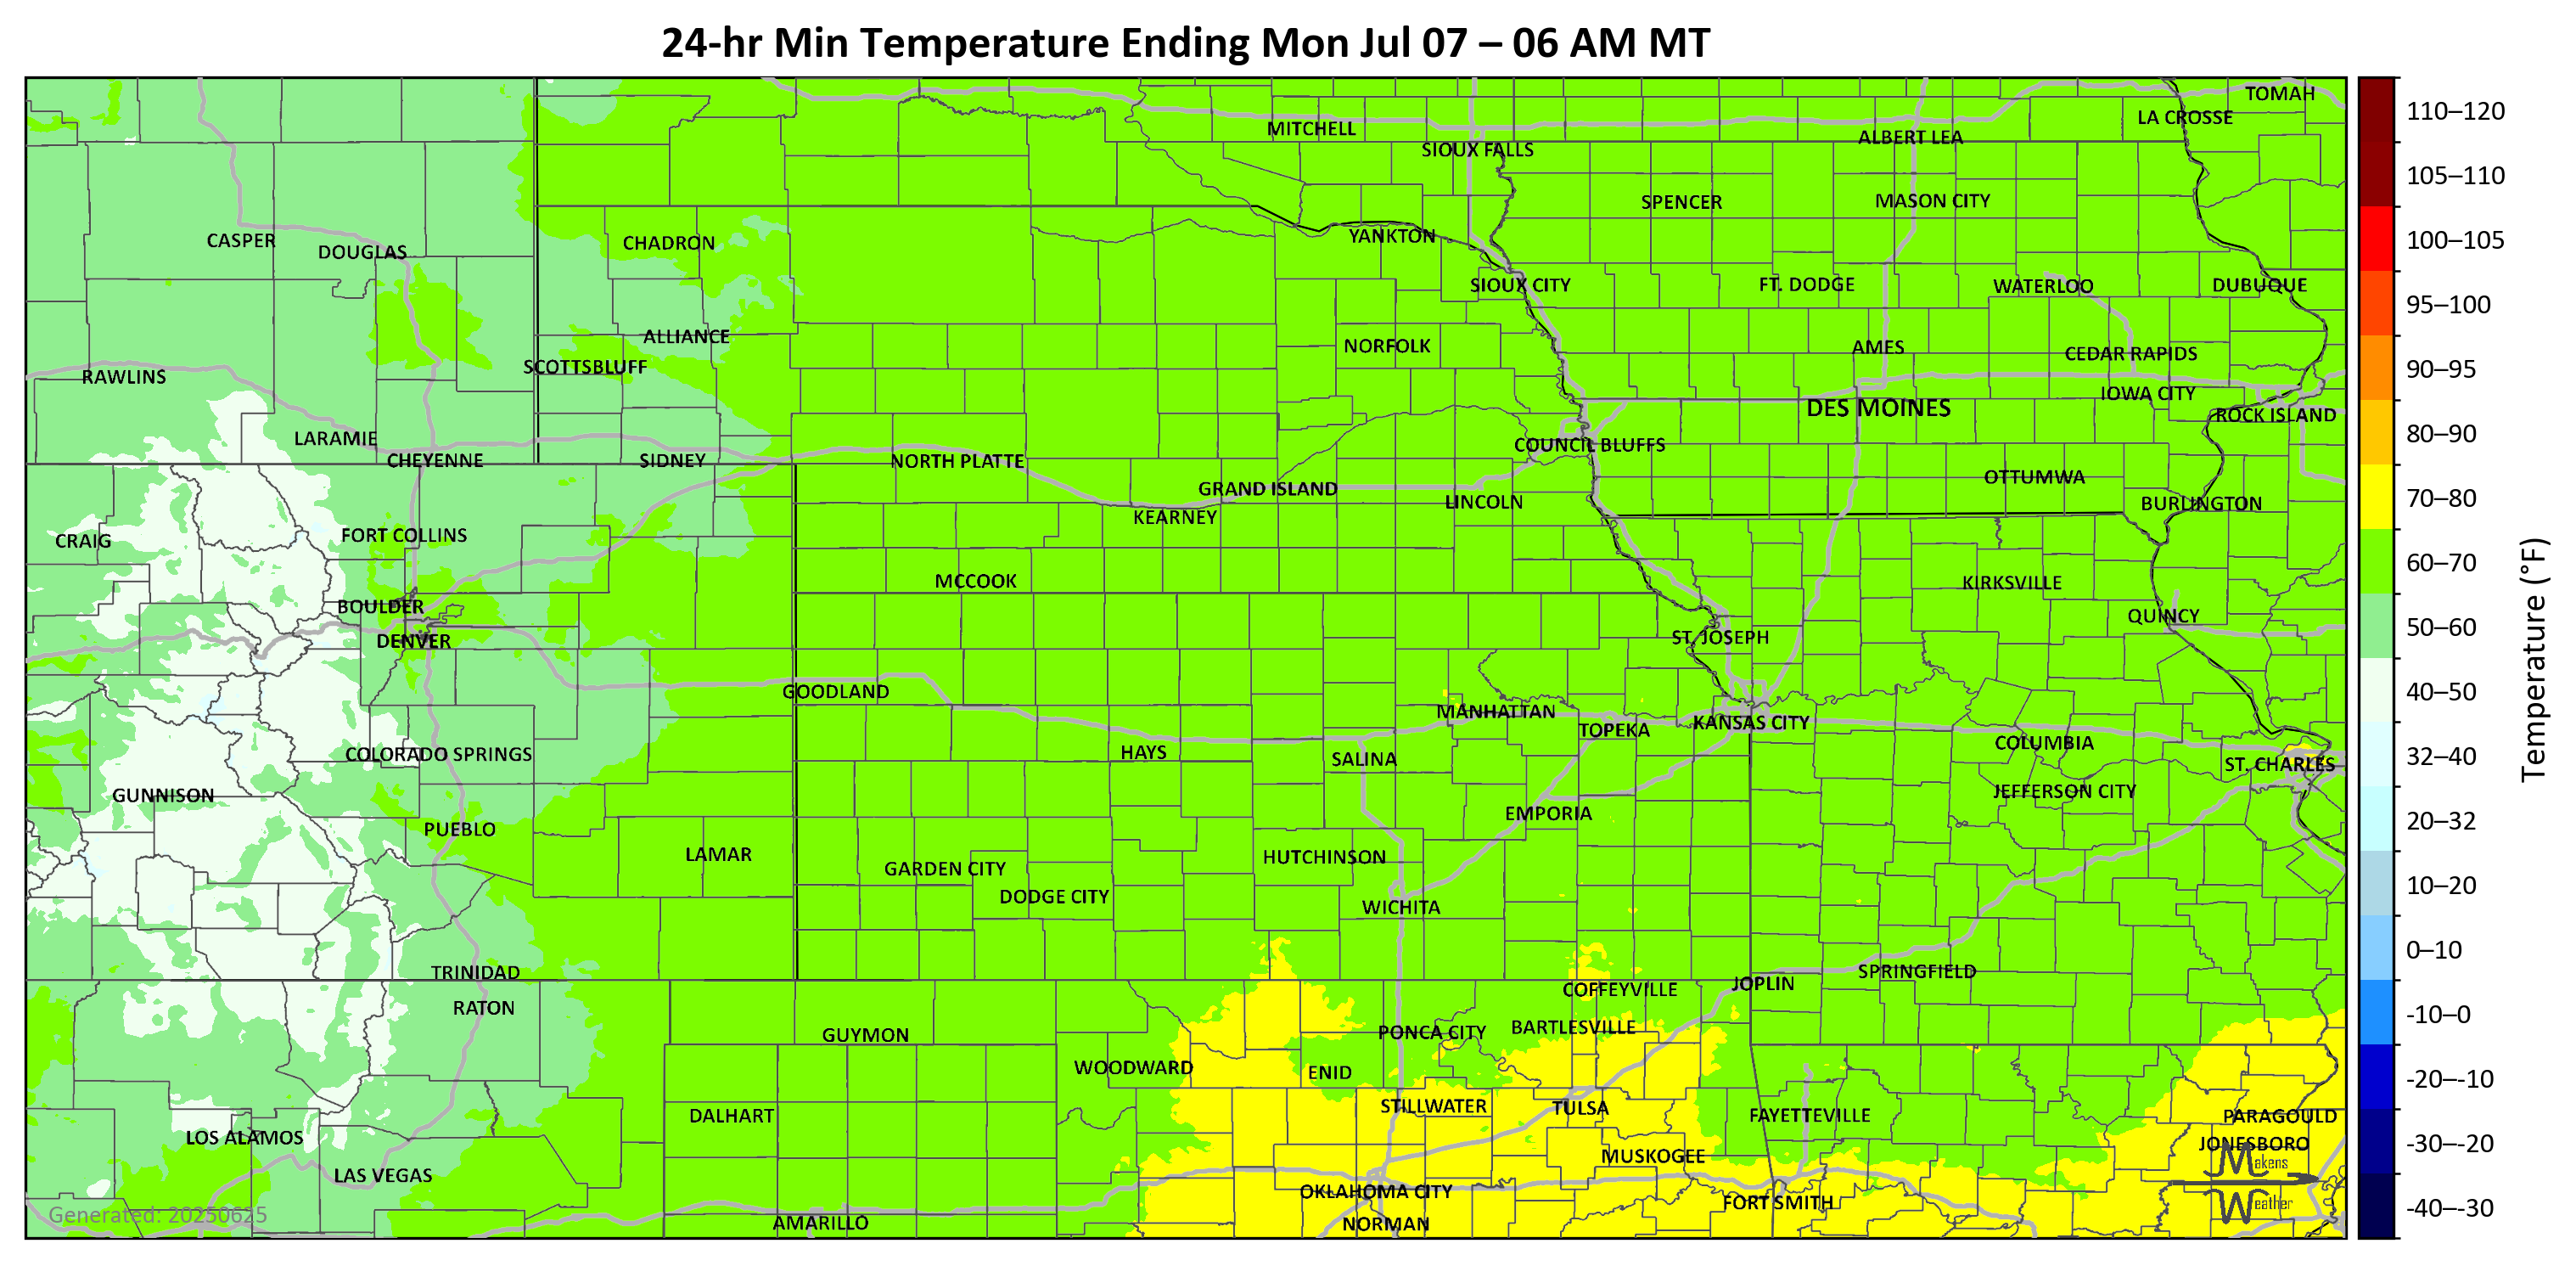 24-hr Min Temperature Ending Mon Jul 07 – 06 AM MT
TOMAH
LA CROSSE
MITCHELL
ALBERT LEA
SIOUX FALLS
SPENCER
MASON CITY
CASPER
DOUGLAS
CHADRON
YANKTON
SIOUX CITY
FT. DODGE
WATERLOO
DUBUQUE
ALLIANCE
NORFOLK
AMES
CEDAR RAPIDS
SCOTTSBLUFF
RAWLINS
IOWA CITY
DES MOINES
ROCK ISLAND
LARAMIE
COUNCIL BLUFFS
CHEYENNE
SIDNEY
NORTH PLATTE
OTTUMWA
GRAND ISLAND
LINCOLN
BURLINGTON
KEARNEY
FORT COLLINS
CRAIG
MCCOOK
KIRKSVILLE
BOULDER
QUINCY
DENVER
ST. JOSEPH
GOODLAND
MANHATTAN
KANSAS CITY
TOPEKA
COLUMBIA
COLORADO SPRINGS
HAYS
SALINA
ST. CHARLES
GUNNISON
JEFFERSON CITY
EMPORIA
PUEBLO
LAMAR
HUTCHINSON
GARDEN CITY
DODGE CITY
WICHITA
TRINIDAD
SPRINGFIELD
JOPLIN
COFFEYVILLE
RATON
GUYMON
PONCA CITY
BARTLESVILLE
WOODWARD
ENID
STILLWATER
TULSA
DALHART
FAYETTEVILLE
PARAGOULD
LOS ALAMOS
JONESBORO
MUSKOGEE
LAS VEGAS
OKLAHOMA CITY
FORT SMITH
AMARILLO
NORMAN
Makens
Weather
Generated: 20250625
110–120
105–110
100–105
95–100
90–95
80–90
70–80
60–70
50–60
40–50
32–40
20–32
10–20
0–10
-10–0
-20–-10
-30–-20
-40–-30
Temperature (°F)